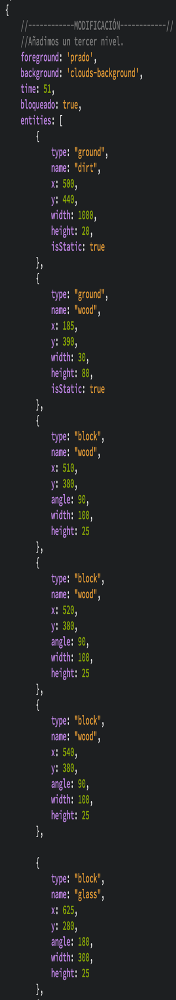 {
//------------MODIFICACIÓN------------//
//Añadimos un tercer nivel.
foreground: 'prado',
background: 'clouds-background',
time: 51,
bloqueado: true,
entities: [
{
type: "ground",
name: "dirt",
x: 500,
y: 440,
width: 1000,
height: 20,
isStatic: true
},
{
type: "ground",
name: "wood",
x: 185,
y: 390,
width: 30,
height: 80,
isStatic: true
},
{
type: "block",
name: "wood",
x: 510,
y: 380,
angle: 90,
width: 100,
height: 25
},
{
type: "block",
name: "wood",
x: 520,
y: 380,
angle: 90,
width: 100,
height: 25
},
{
type: "block",
name: "wood",
x: 540,
y: 380,
angle: 90,
width: 100,
height: 25
},
{
type: "block",
name: "glass",
x: 625,
y: 280,
angle: 180,
width: 300,
height: 25
},